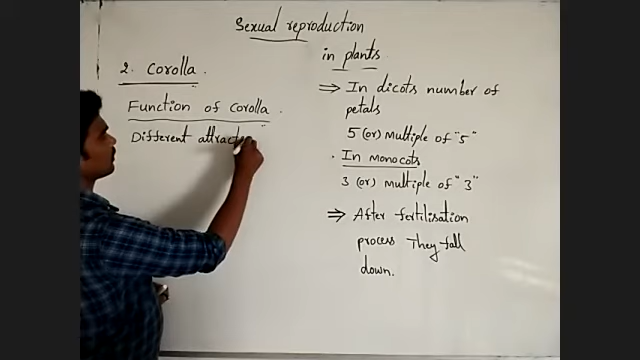 Sexual reproduction
in plants.
2. Corolla.
Function of Corolla.
Different attract
⇒ In dicots number of
petals
5 (or) Multiple of "5"
. In monocots
3 (or) multiple of "3"
⇒ After fertilisation
process They fall
down.